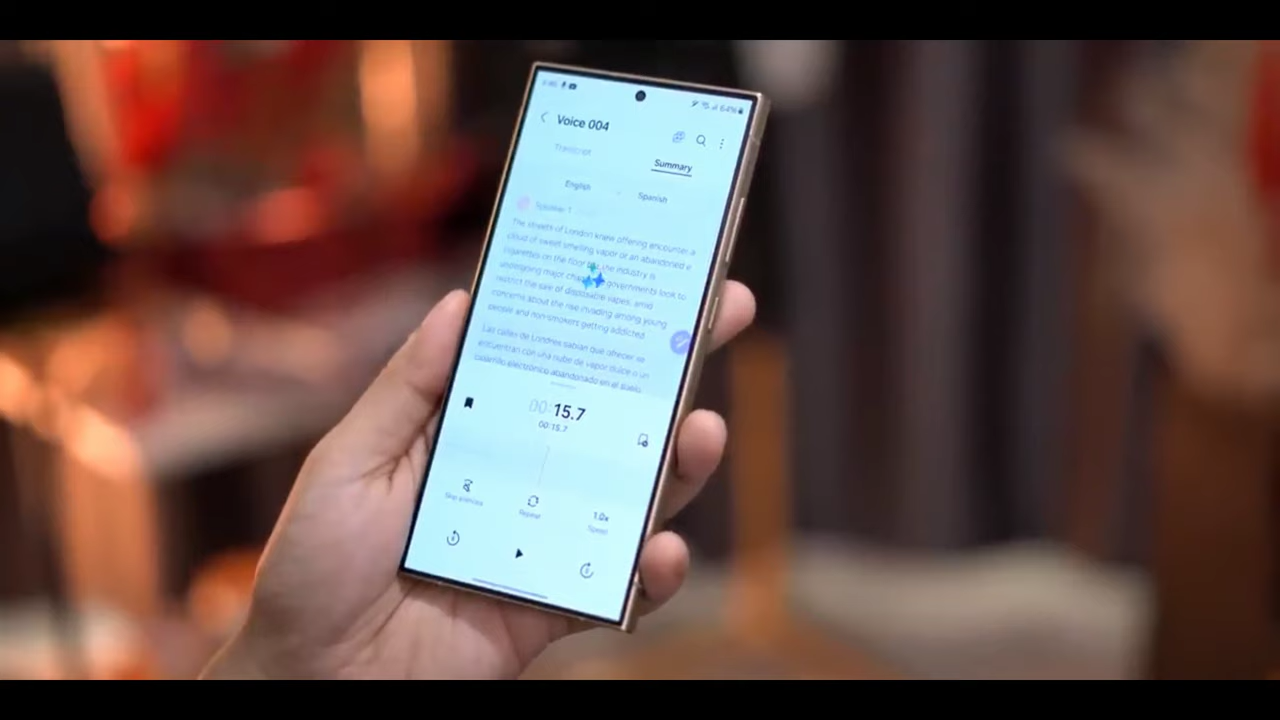 64%
Voice 004
Transcript
Summary
English
Spanish
Speaker 1
The streets of London knew offering encounter a
cloud of sweet smelling vapor or an abandoned e
cigarettes on the floor but the industry is
undergoing major governments look to
restrict the sale of disposable vapes, amid
concerns about the rise invading among young
people and non-smokers getting addicted
Las calles de Londres sabían que ofrecer se
encuentran con una nube de vapor dulce o un
cigarrillo electrónico abandonado en el suelo,
00:15.7
00:15.7
Skip silences
Repeat
1.0x
Speed